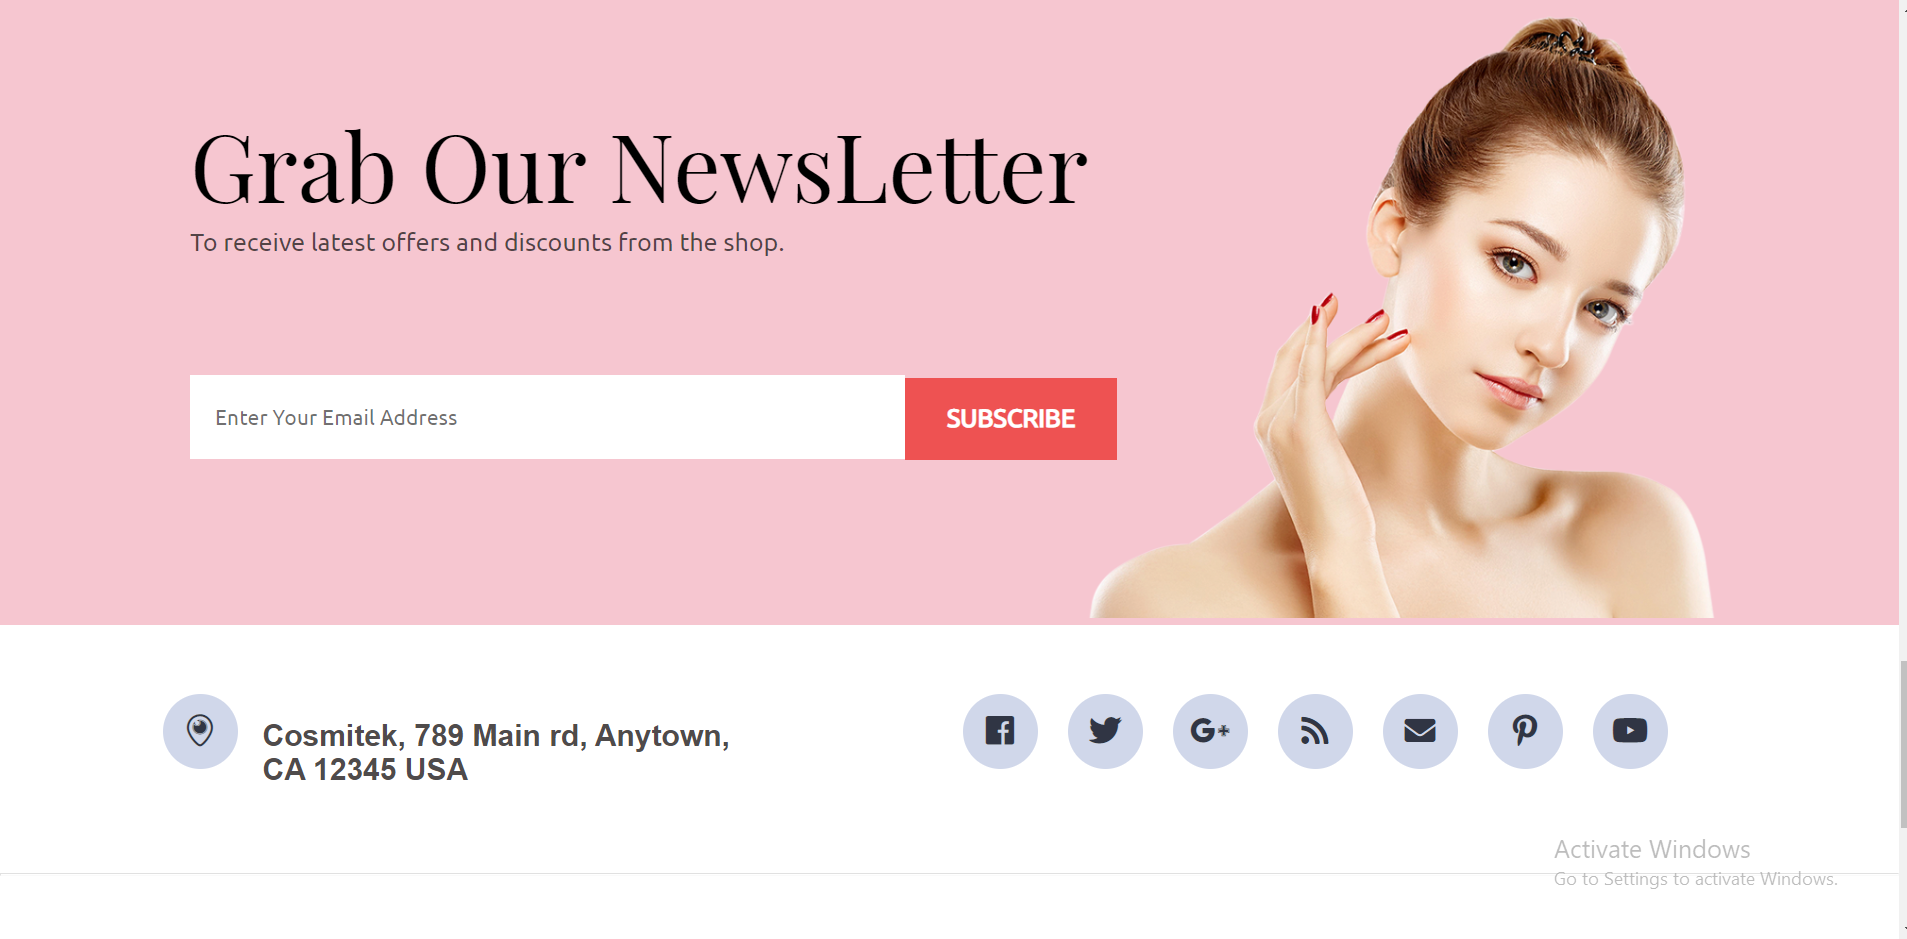 Grab Our NewsLetter
To receive latest offers and discounts from the shop.
Enter Your Email Address
SUBSCRIBE
Cosmitek, 789 Main rd, Anytown,
CA 12345 USA
Activate Windows
Go to Settings to activate Windows.